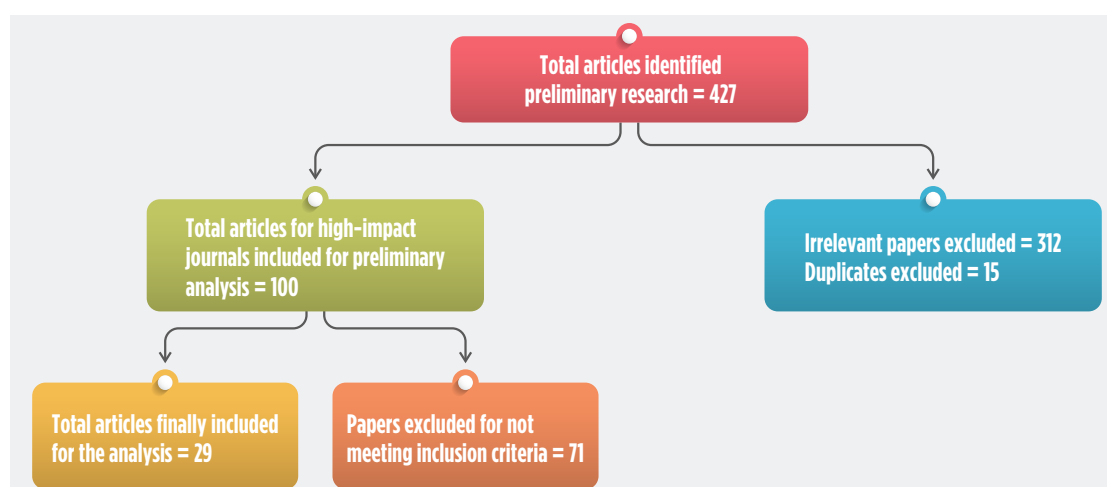 Total articles identified
preliminary research = 427
Total articles for high-impact
journals included for preliminary
analysis = 100
Irrelevant papers excluded = 312
Duplicates excluded = 15
Total articles finally included
for the analysis = 29
Papers excluded for not
meeting inclusion criteria = 71